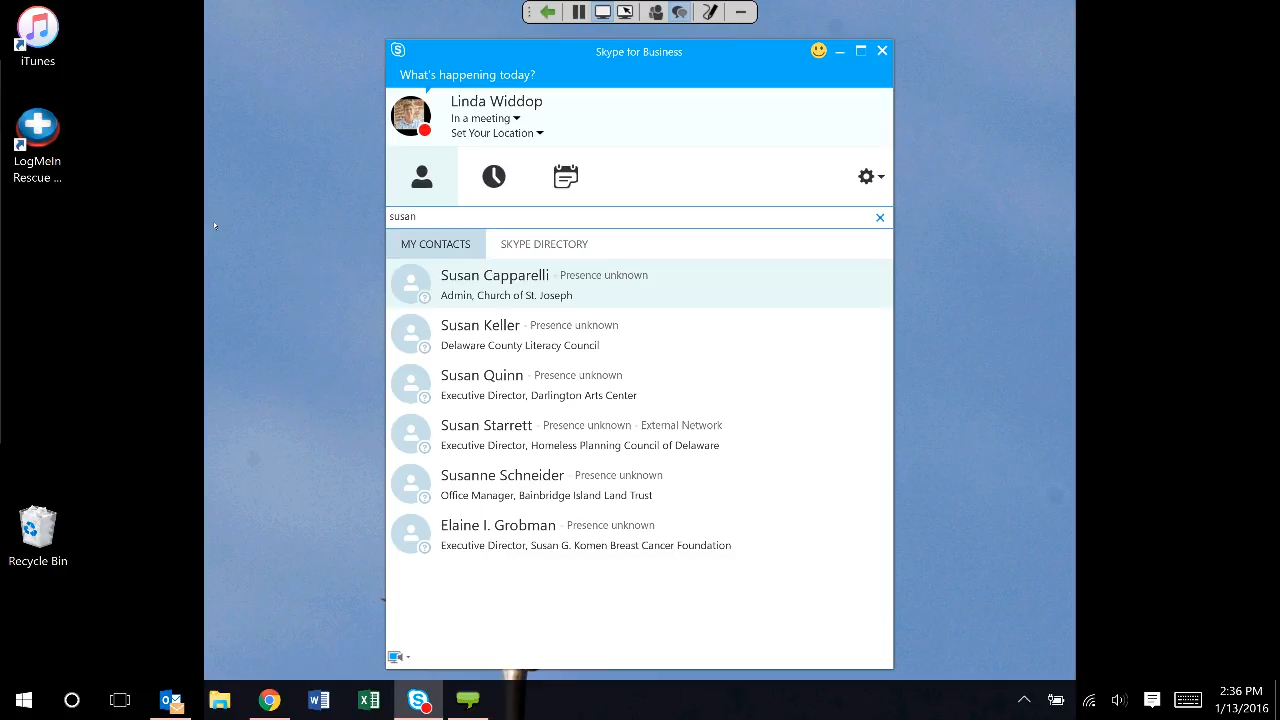 iTunes
LogMeIn
Rescue ...
Recycle Bin
Skype for Business
What's happening today?
Linda Widdop
In a meeting
Set Your Location
susan
MY CONTACTS
SKYPE DIRECTORY
Susan Capparelli - Presence unknown
Admin, Church of St. Joseph
Susan Keller - Presence unknown
Delaware County Literacy Council
Susan Quinn - Presence unknown
Executive Director, Darlington Arts Center
Susan Starrett - Presence unknown - External Network
Executive Director, Homeless Planning Council of Delaware
Susanne Schneider - Presence unknown
Office Manager, Bainbridge Island Land Trust
Elaine I. Grobman - Presence unknown
Executive Director, Susan G. Komen Breast Cancer Foundation
2:36 PM
1/13/2016